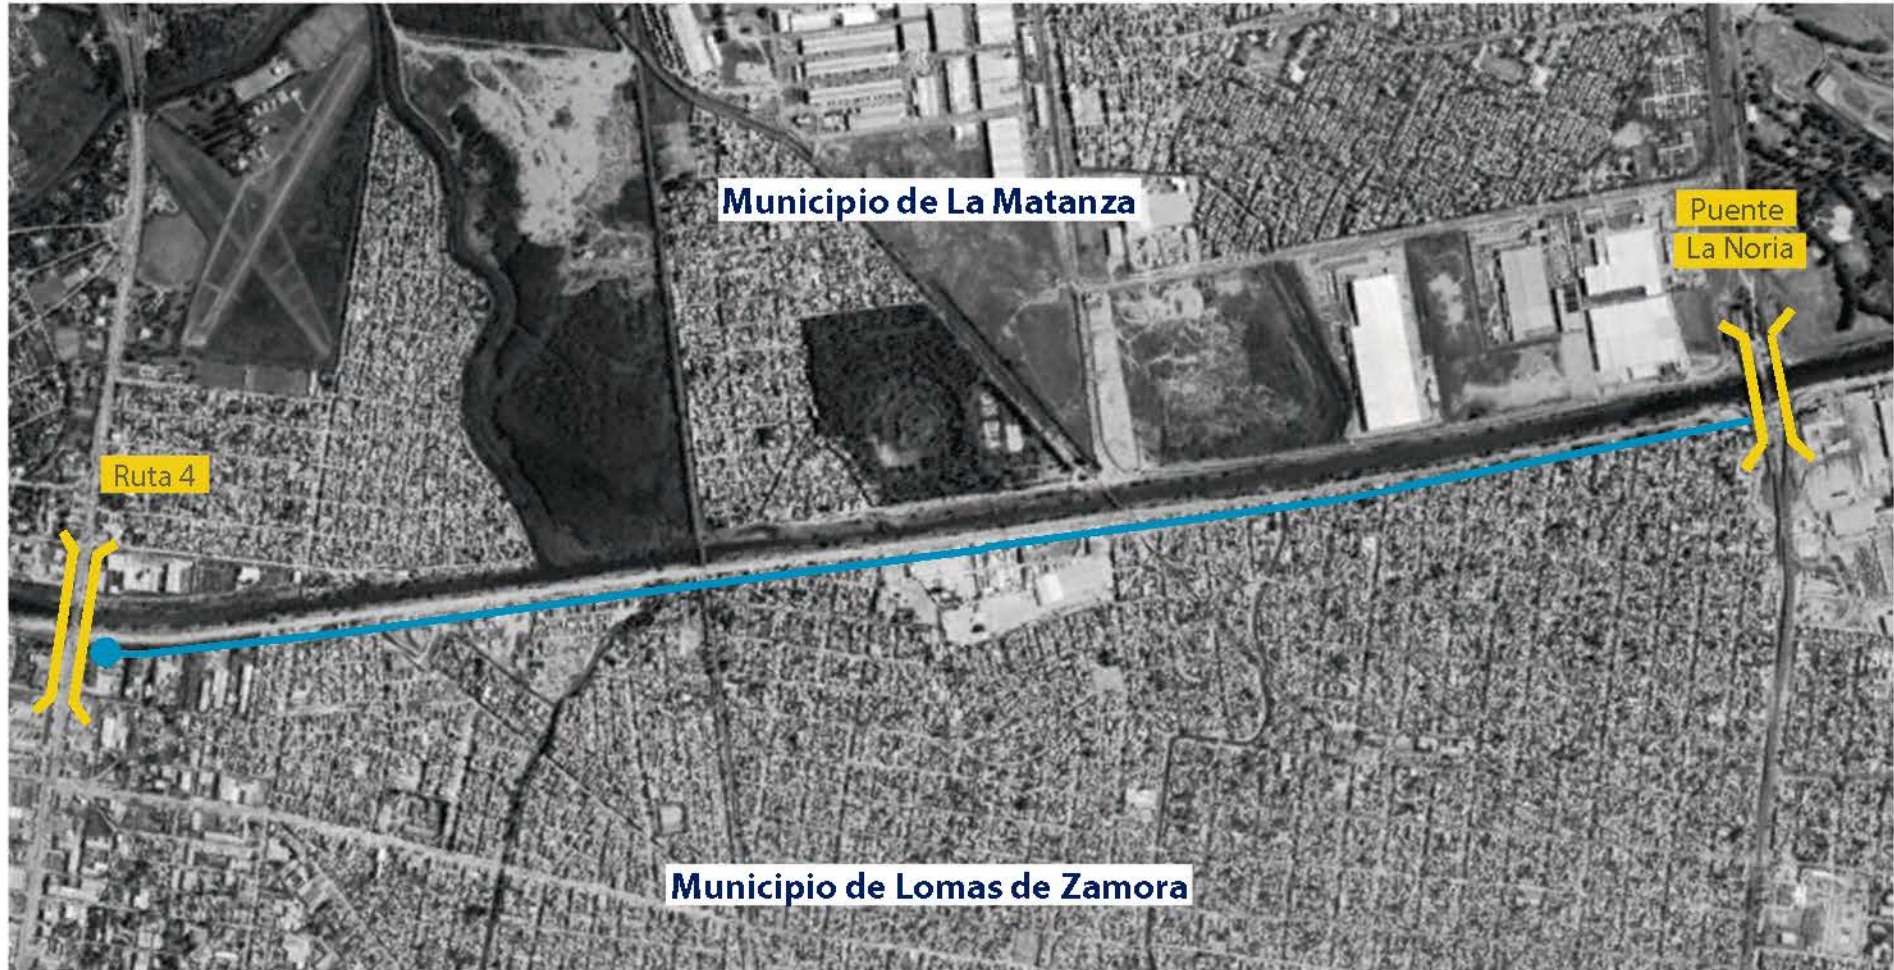 Municipio de La Matanza
Puente
La Noria
Ruta 4
Municipio de Lomas de Zamora